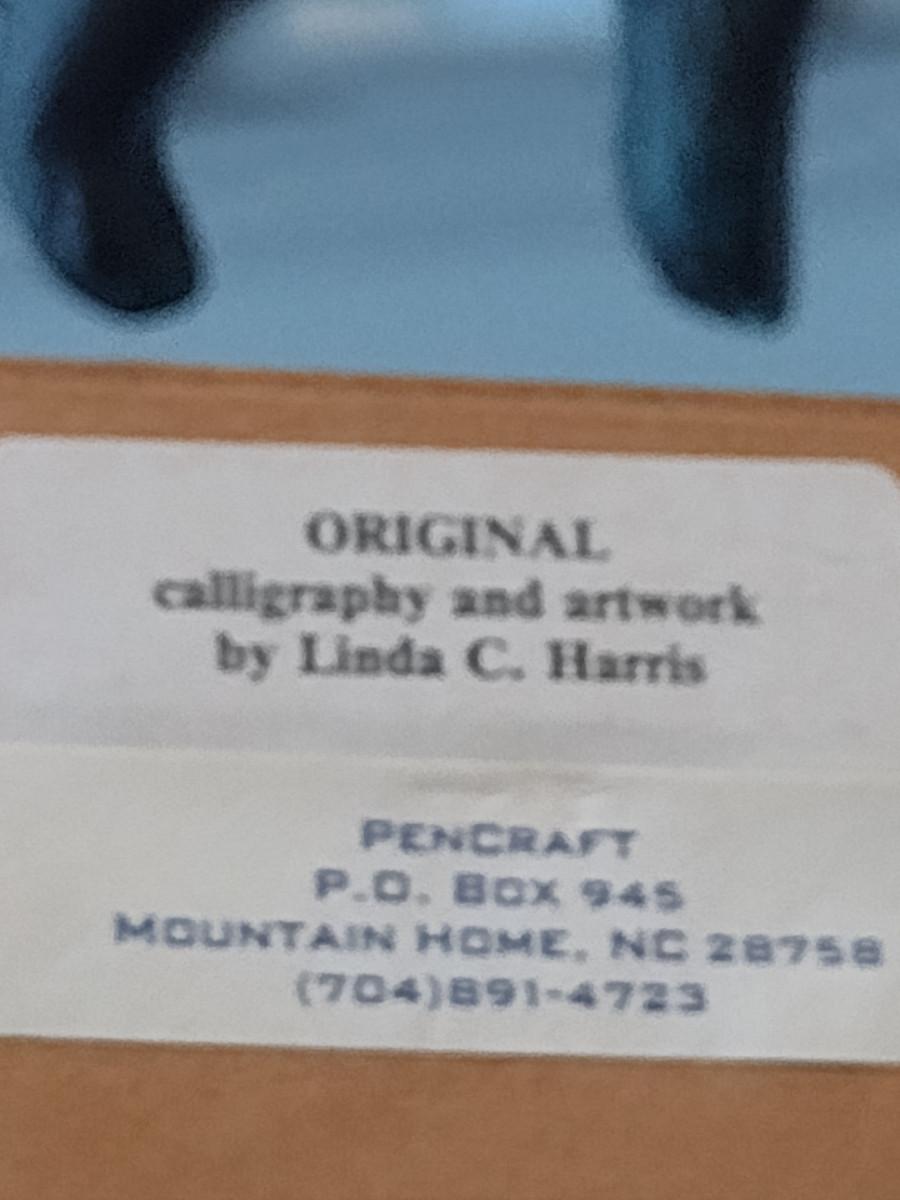 ORIGINAL
calligraphy and artwork
by Linda C. Harris
PENCRAFT
P.O. BOX 945
MOUNTAIN HOME, NC 28758
(704)891-4723